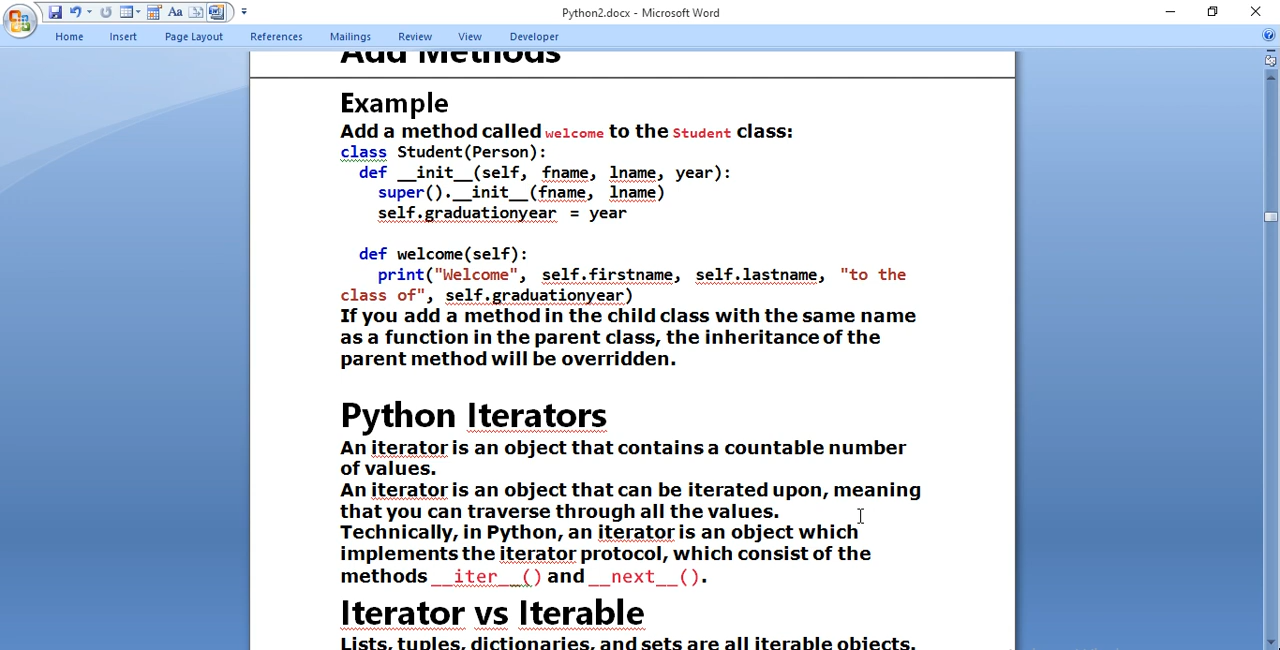 Python2.docx - Microsoft Word
Home Insert Page Layout References Mailings Review View Developer
Add Methods
Example
Add a method called welcome to the Student class:
class Student(Person):
  def __init__(self, fname, lname, year):
    super().__init__(fname, lname)
    self.graduationyear = year
  def welcome(self):
    print("Welcome", self.firstname, self.lastname, "to the
class of", self.graduationyear)
If you add a method in the child class with the same name
as a function in the parent class, the inheritance of the
parent method will be overridden.
Python Iterators
An iterator is an object that contains a countable number
of values.
An iterator is an object that can be iterated upon, meaning
that you can traverse through all the values.
Technically, in Python, an iterator is an object which
implements the iterator protocol, which consist of the
methods __iter__() and __next__().
Iterator vs Iterable
Lists, tuples, dictionaries, and sets are all iterable objects.